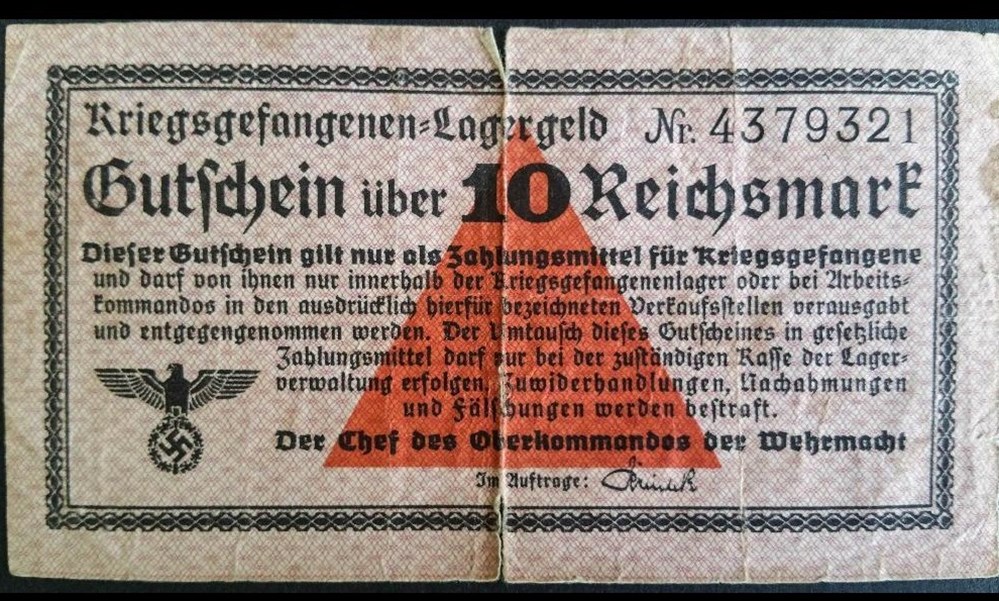 Kriegsgefangenen-Lagergeld Nr. 4379321
Gutschein über 10 Reichsmark
Dieser Gutschein gilt nur als Zahlungsmittel für Kriegsgefangene
und darf von ihnen nur innerhalb der Kriegsgefangenenlager oder bei Arbeits-
kommandos in den ausdrücklich hierfür bezeichneten Verkaufsstellen verausgabt
und entgegengenommen werden. Der Umtausch dieses Gutscheines in gesetzliche
Zahlungsmittel darf nur bei der zuständigen Kasse der Lager-
verwaltung erfolgen. Zuwiderhandlungen, Nachahmungen
und Fälschungen werden bestraft.
Der Chef des Oberkommandos der Wehrmacht
Im Auftrage: